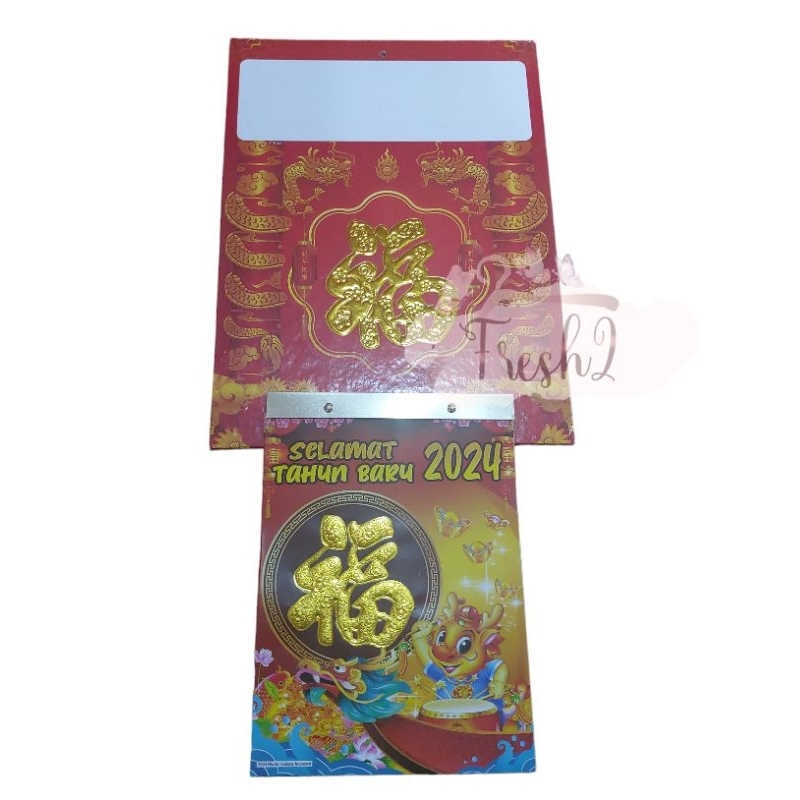 福
Fresh2
SELAMAT
TAHUN BARU 2024
福